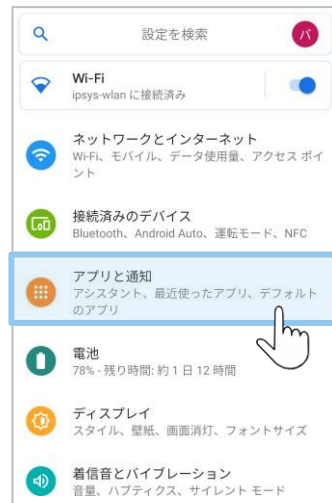 設定を検索
バ
Wi-Fi
ipsys-wlan に接続済み
ネットワークとインターネット
Wi-Fi、モバイル、データ使用量、アクセス ポイ
ント
接続済みのデバイス
Bluetooth、Android Auto、運転モード、NFC
アプリと通知
アシスタント、最近使ったアプリ、デフォルト
のアプリ
電池
78% - 残り時間: 約 1 日 12 時間
ディスプレイ
スタイル、壁紙、画面消灯、フォントサイズ
着信音とバイブレーション
音量、ハプティクス、サイレント モード